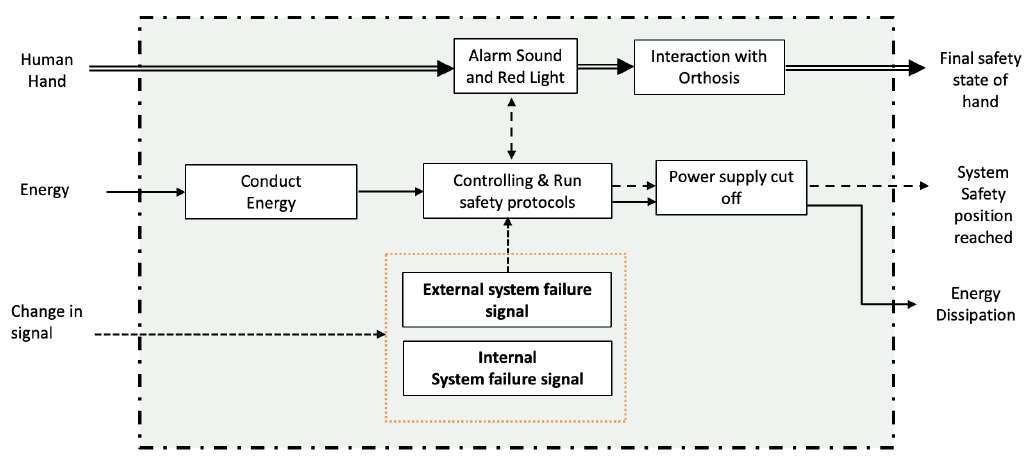 Human
Hand
Alarm Sound
and Red Light
Interaction with
Orthosis
Final safety
state of
hand
Energy
Conduct
Energy
Controlling & Run
safety protocols
Power supply cut
off
System
Safety
position
reached
Change in
signal
External system failure
signal
Internal
System failure signal
Energy
Dissipation